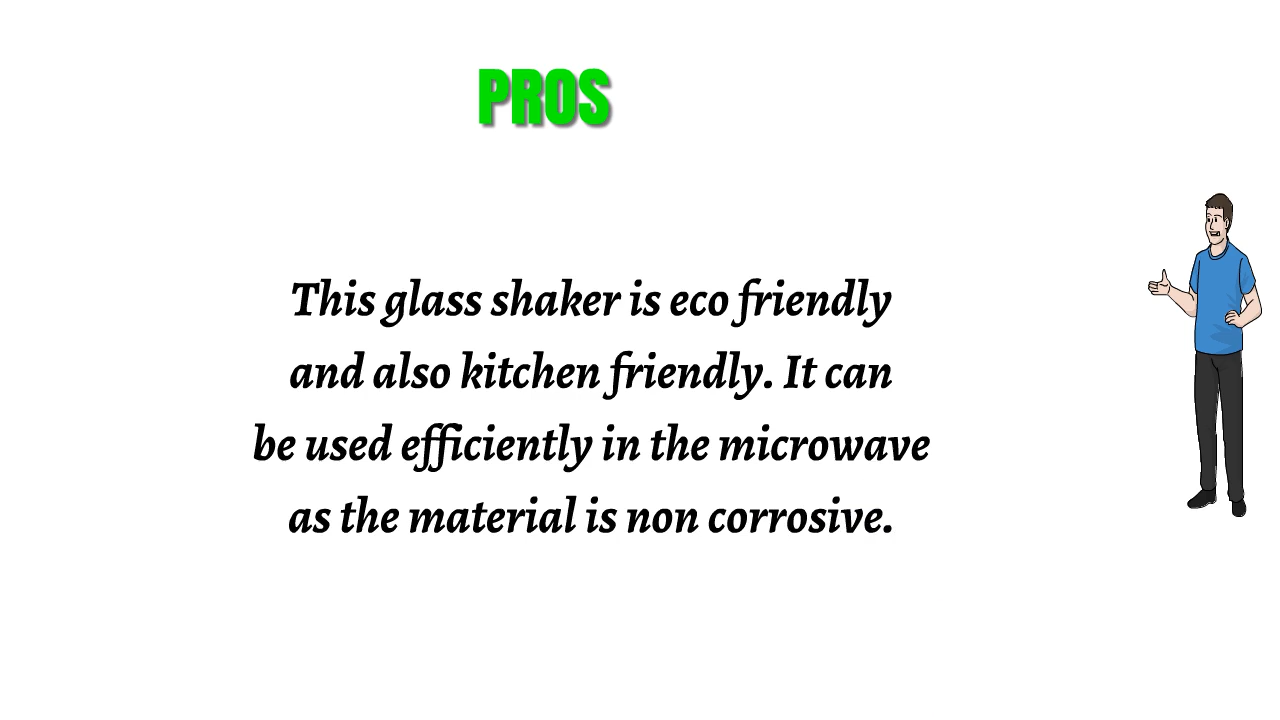 PROS
This glass shaker is eco friendly
and also kitchen friendly. It can
be used efficiently in the microwave
as the material is non corrosive.